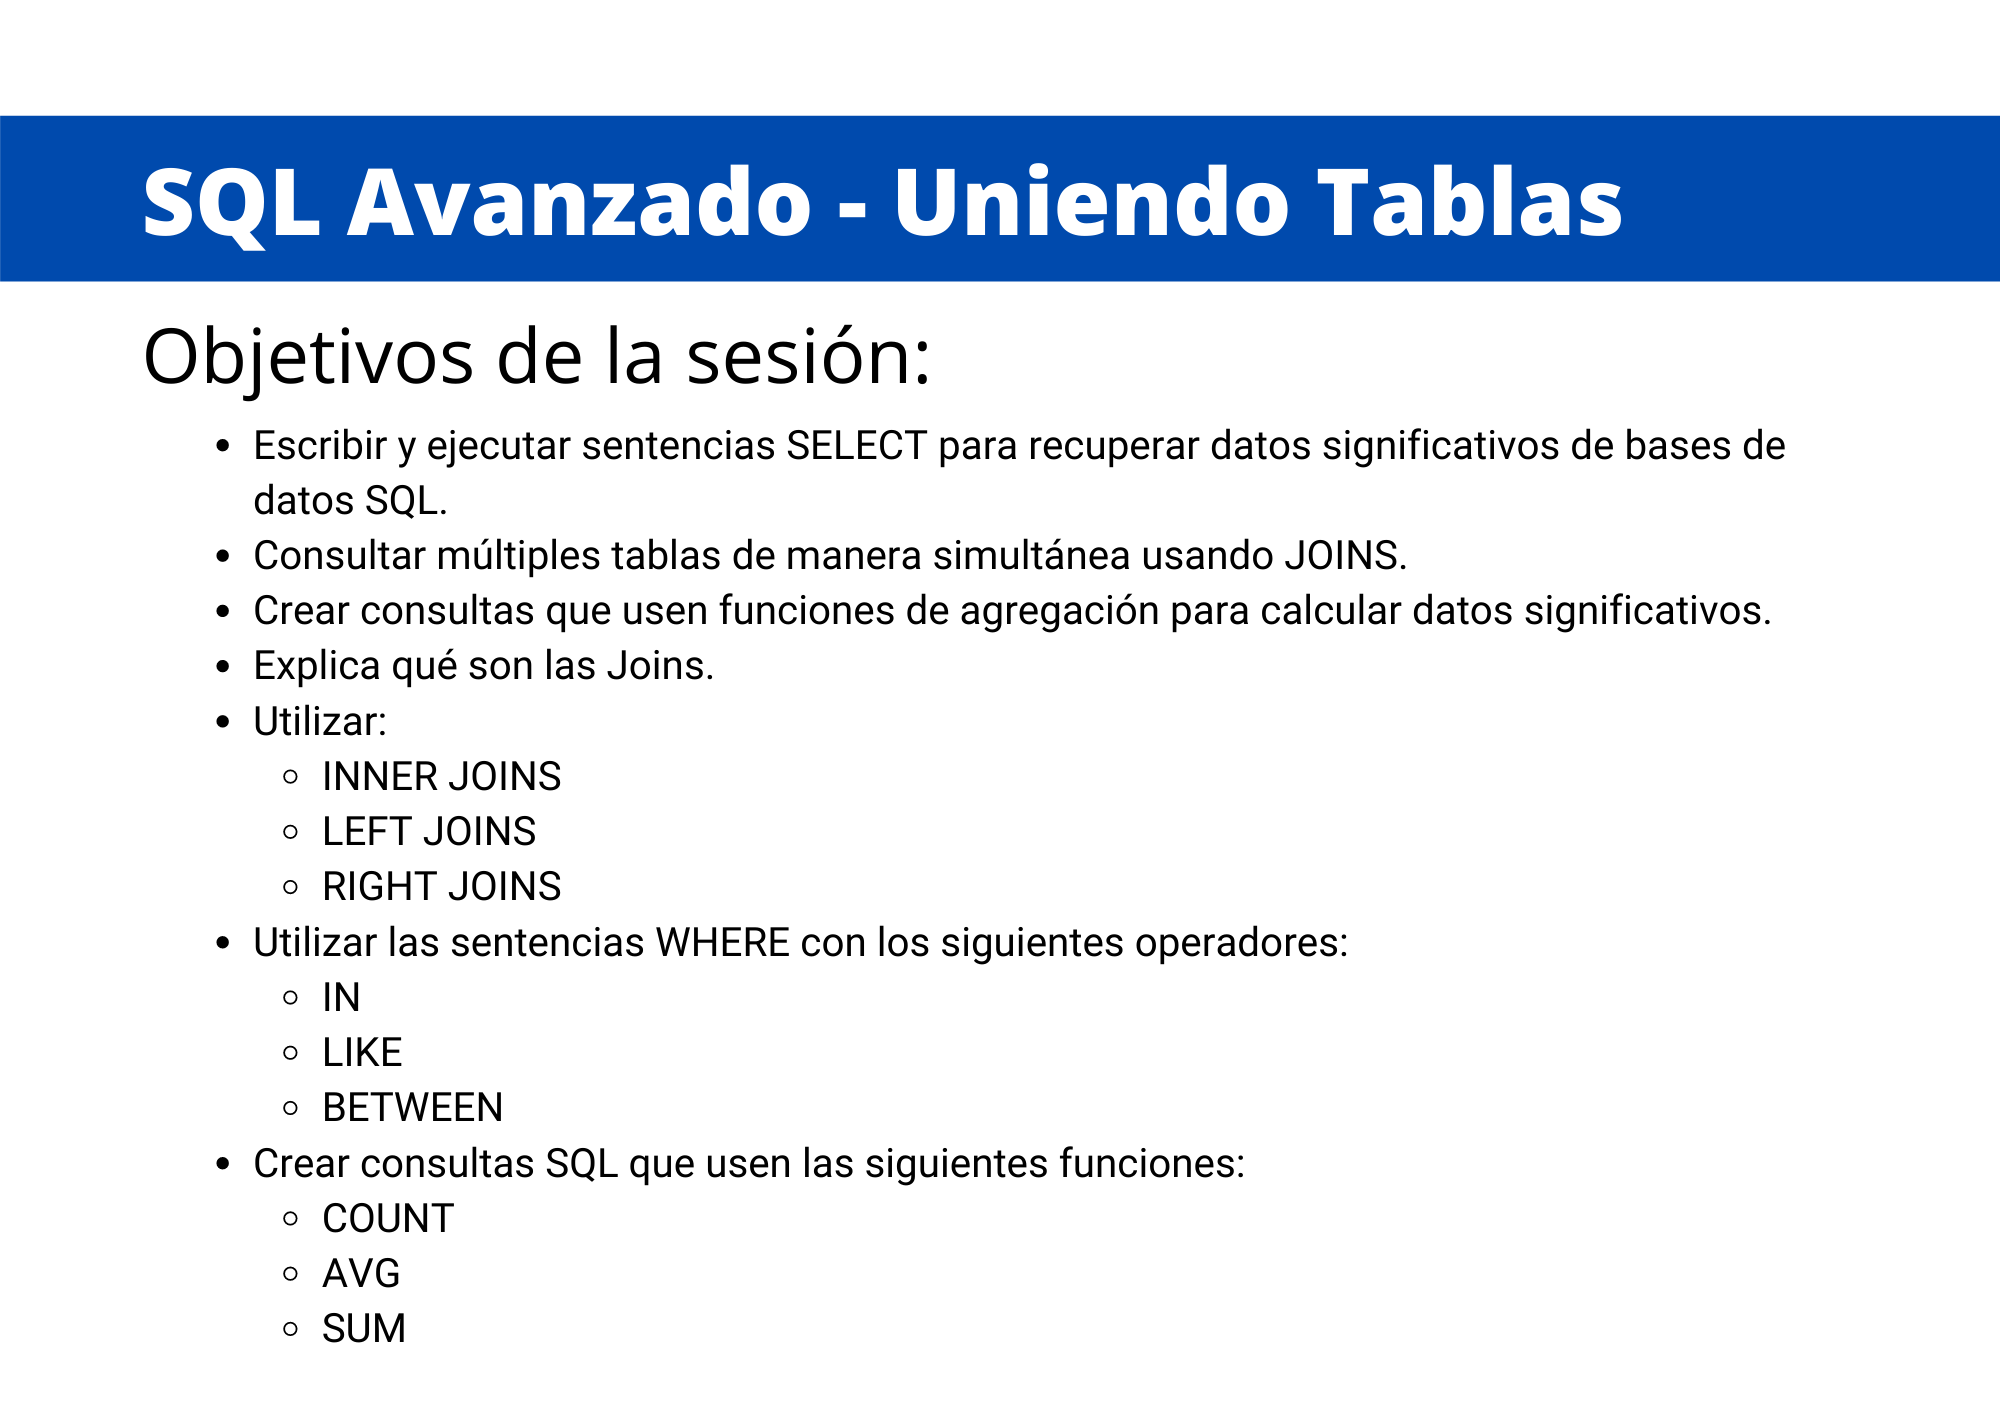 SQL Avanzado - Uniendo Tablas
Objetivos de la sesión:
• Escribir y ejecutar sentencias SELECT para recuperar datos significativos de bases de
datos SQL.
• Consultar múltiples tablas de manera simultánea usando JOINS.
• Crear consultas que usen funciones de agregación para calcular datos significativos.
• Explica qué son las Joins.
• Utilizar:
◦ INNER JOINS
◦ LEFT JOINS
◦ RIGHT JOINS
• Utilizar las sentencias WHERE con los siguientes operadores:
◦ IN
◦ LIKE
◦ BETWEEN
• Crear consultas SQL que usen las siguientes funciones:
◦ COUNT
◦ AVG
◦ SUM